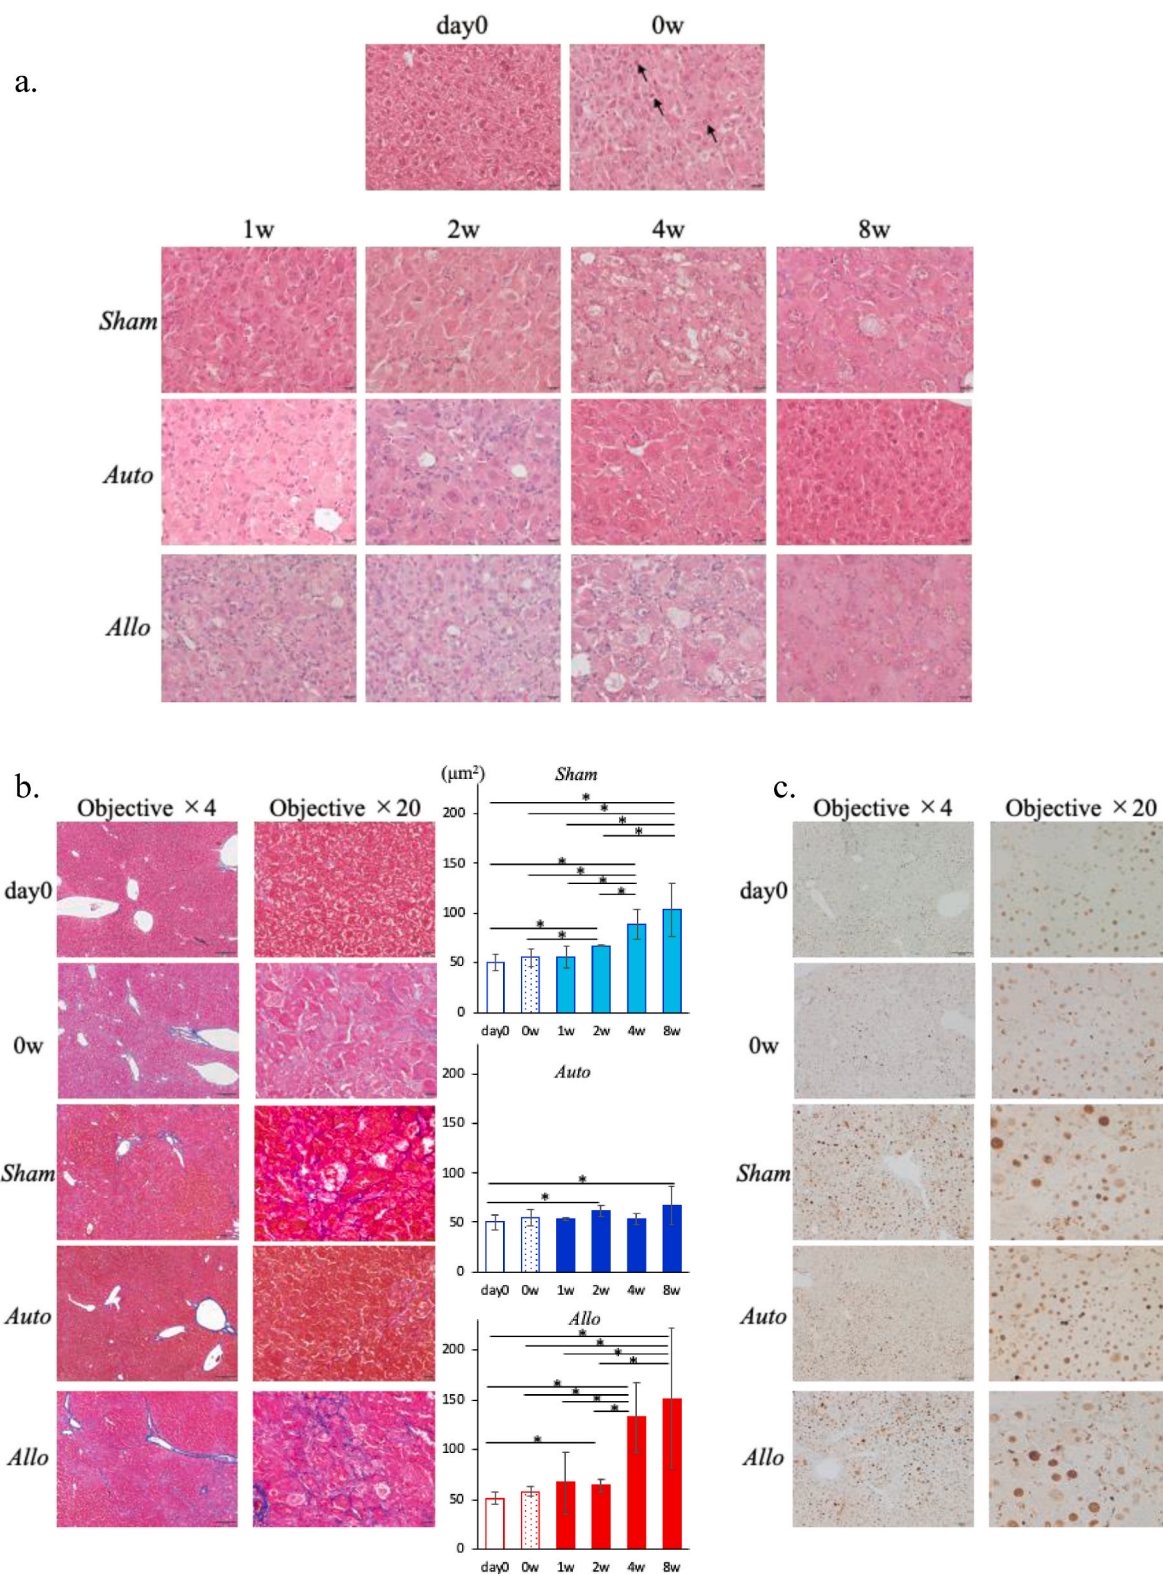 day0 0w
a.
1w 2w 4w 8w
Sham
Auto
Allo
b.
Objective ×4 Objective ×20
day0
0w
Sham
Auto
Allo
(μm²)
Sham
*
*
*
*
*
*
*
*
*
*
200
150
100
50
0
day0 0w 1w 2w 4w 8w
Auto
*
*
200
150
100
50
0
day0 0w 1w 2w 4w 8w
Allo
*
*
*
*
*
*
*
*
*
200
150
100
50
0
day0 0w 1w 2w 4w 8w
c.
Objective ×4 Objective ×20
day0
0w
Sham
Auto
Allo